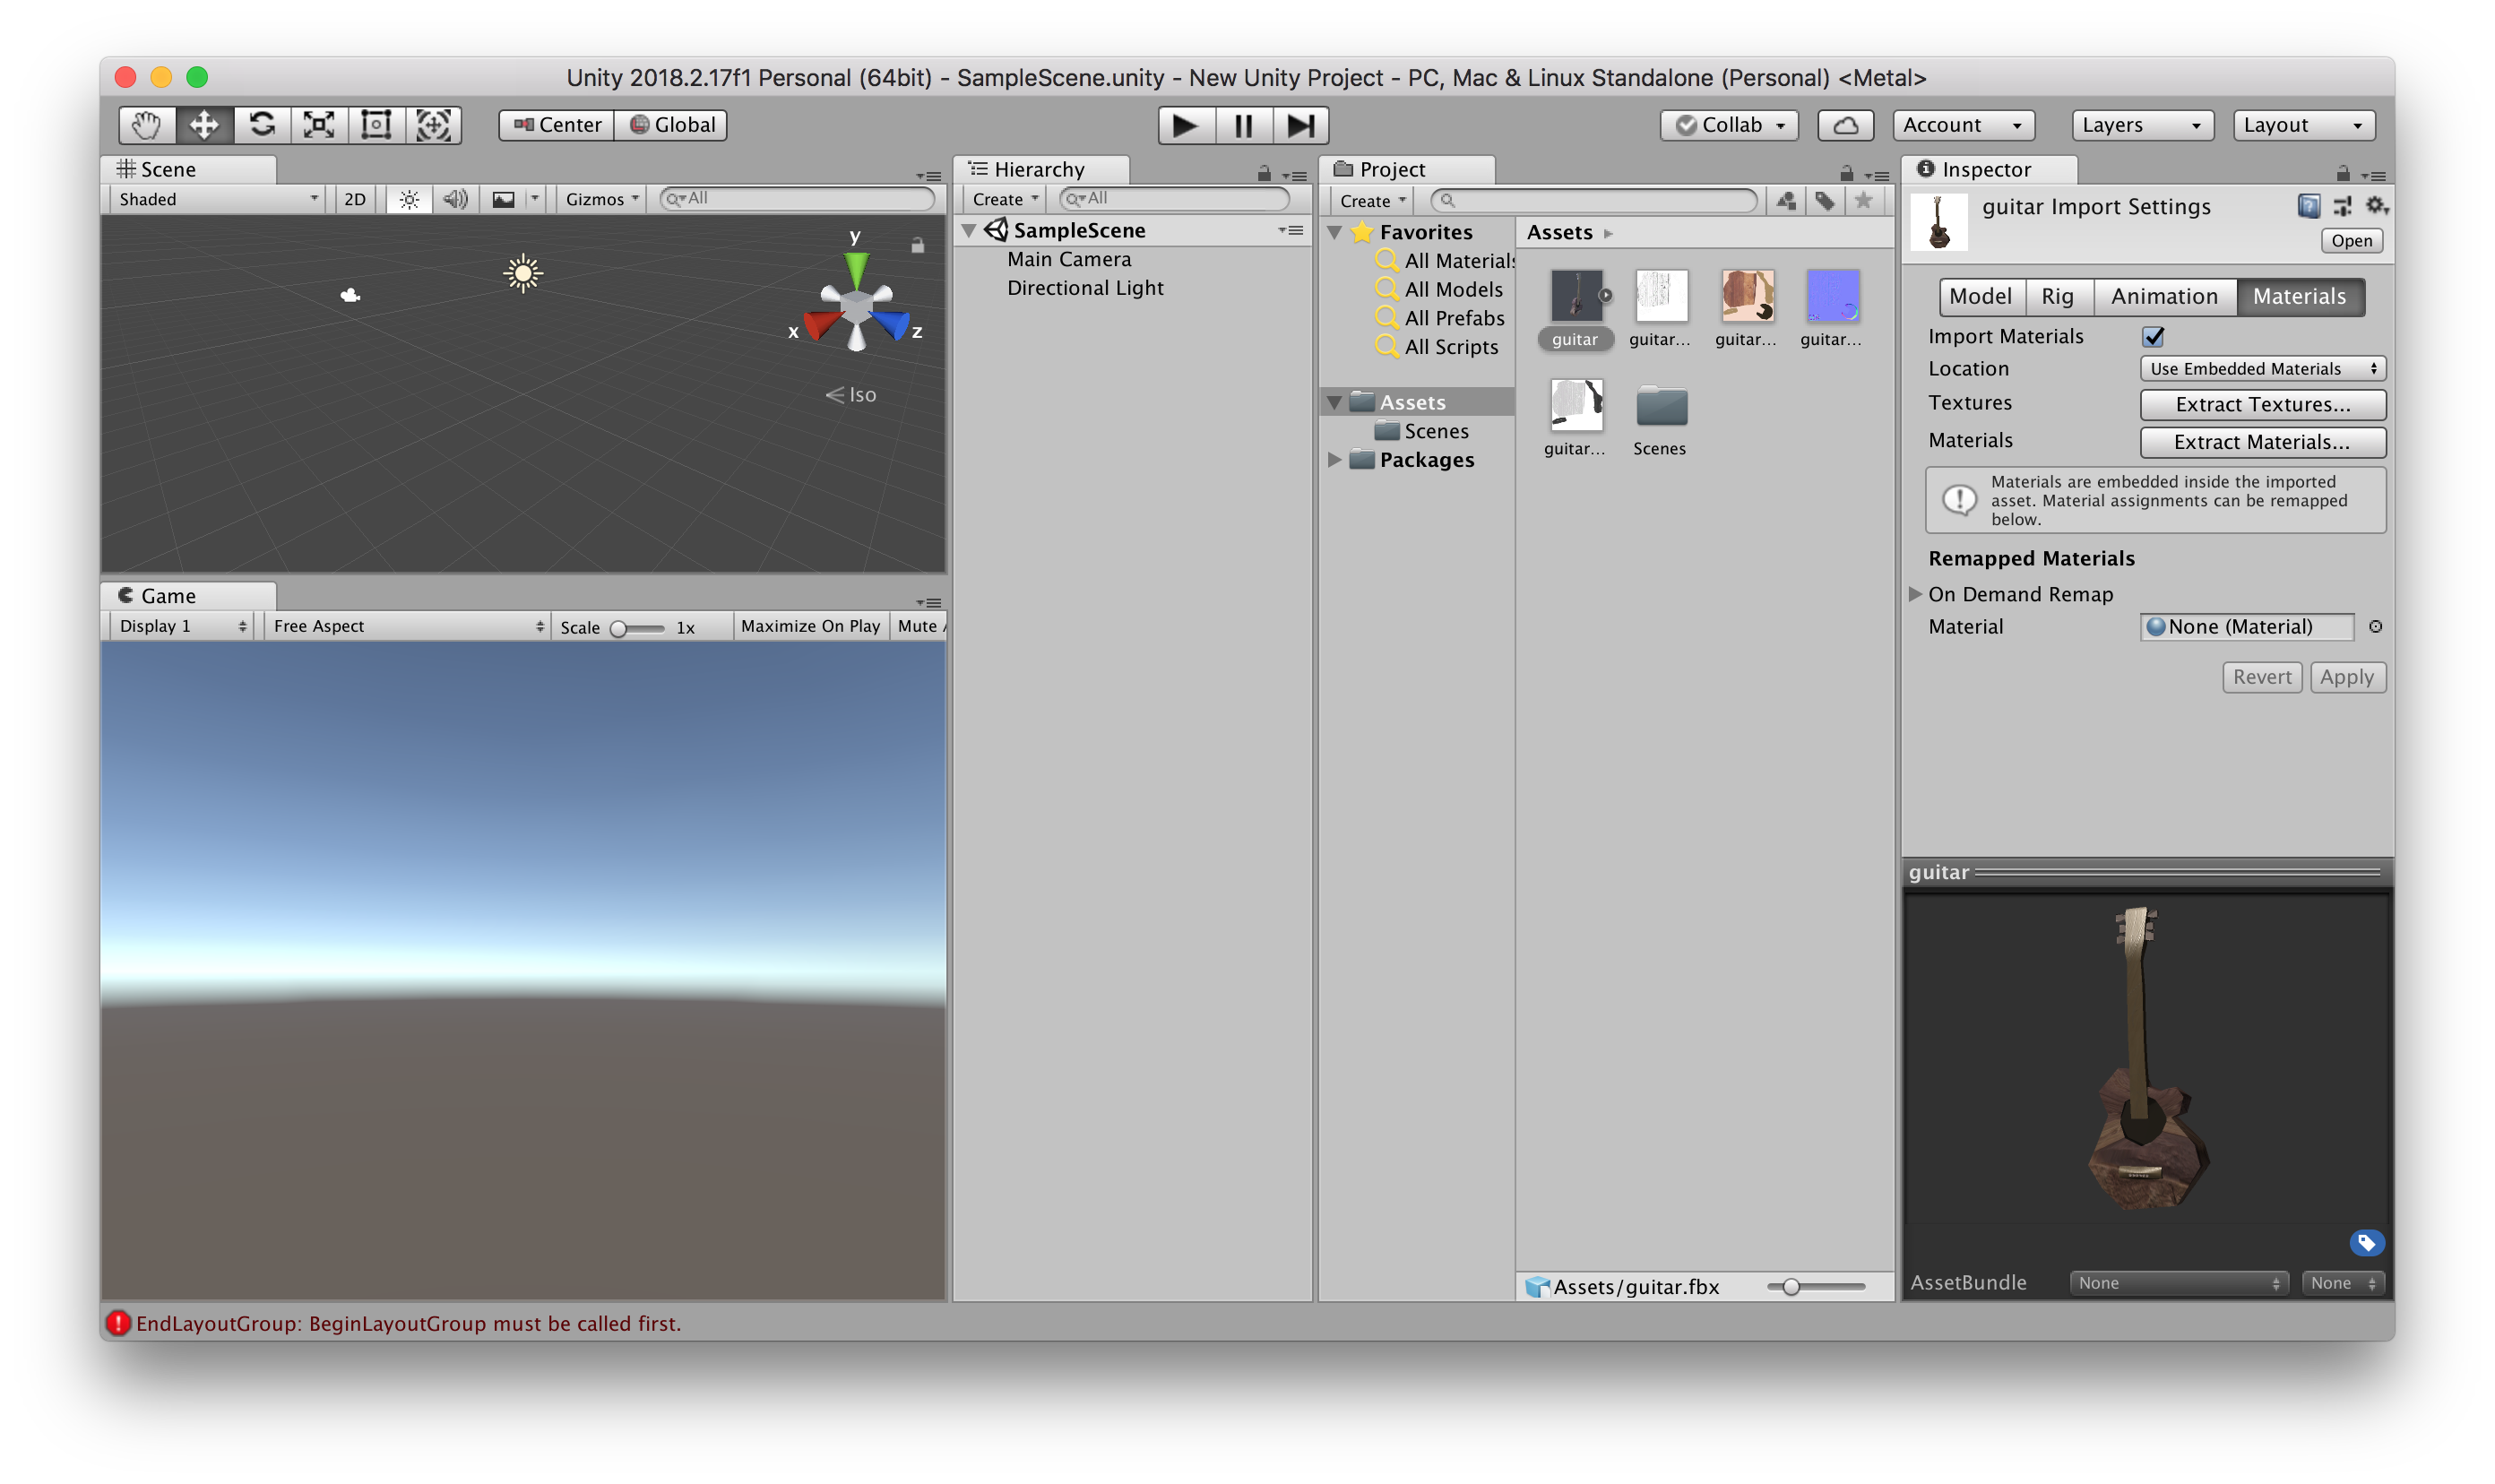 Unity 2018.2.17f1 Personal (64bit) - SampleScene.unity - New Unity Project - PC, Mac & Linux Standalone (Personal) <Metal>
Center Global Collab Account Layers Layout
Scene
Shaded 2D Gizmos All
y
x z
Iso
Game
Display 1 Free Aspect Scale 1x Maximize On Play Mute
Hierarchy
Create All
SampleScene
Main Camera
Directional Light
Project
Create
Favorites
All Materials
All Models
All Prefabs
All Scripts
Assets
Scenes
Packages
Assets
guitar guitar... guitar... guitar...
guitar... Scenes
Assets/guitar.fbx
Inspector
guitar Import Settings
Open
Model Rig Animation Materials
Import Materials
Location Use Embedded Materials
Textures Extract Textures...
Materials Extract Materials...
Materials are embedded inside the imported
asset. Material assignments can be remapped
below.
Remapped Materials
On Demand Remap
Material None (Material)
Revert Apply
guitar
AssetBundle None None
EndLayoutGroup: BeginLayoutGroup must be called first.